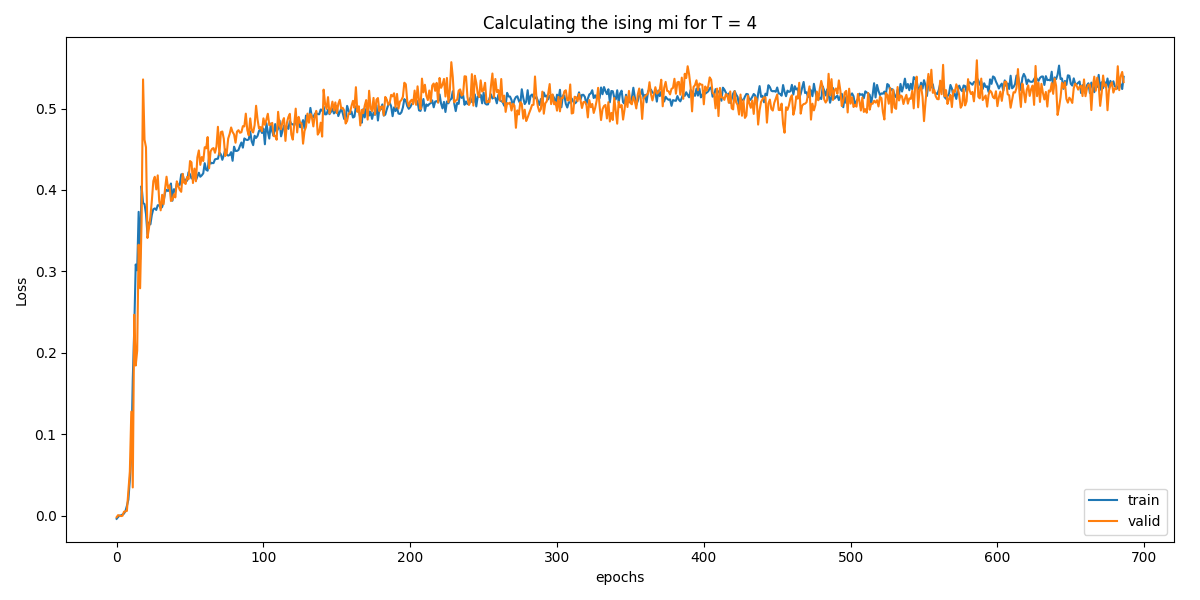 Calculating the ising mi for T = 4
Loss
0.5
0.4
0.3
0.2
0.1
0.0
0 100 200 300 400 500 600 700
epochs
train
valid